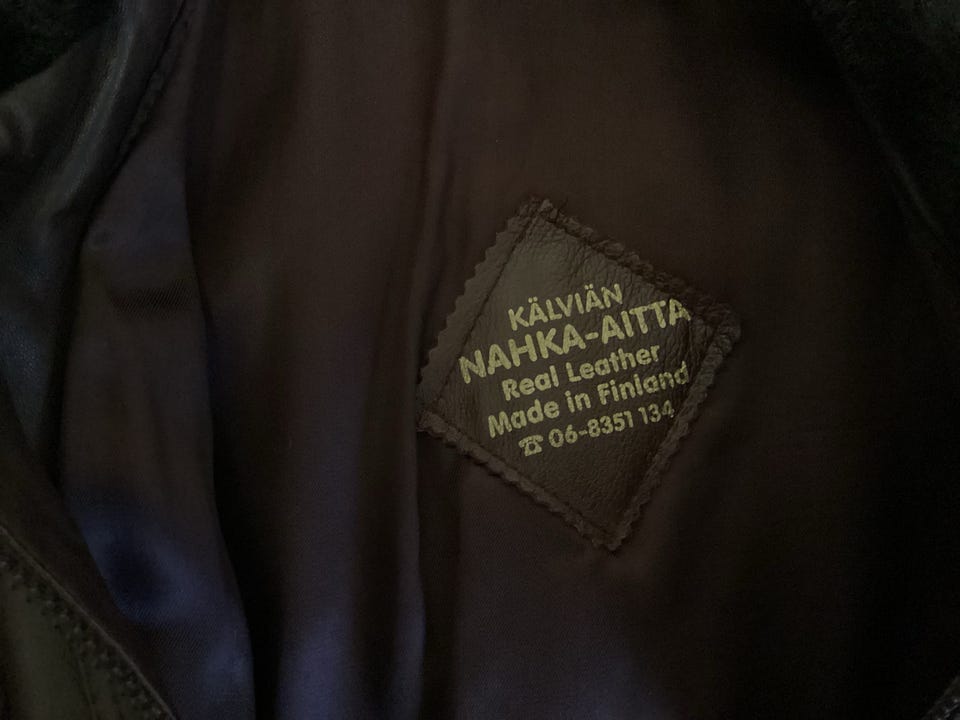 KÄLVIÄN
NAHKA-AITTA
Real Leather
Made in Finland
☎ 06-8351 134